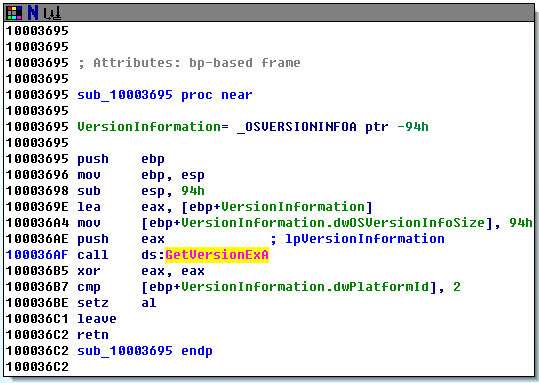 10003695
10003695
10003695 ; Attributes: bp-based frame
10003695
10003695 sub_10003695 proc near
10003695
10003695 VersionInformation= _OSVERSIONINFOA ptr -94h
10003695
10003695 push    ebp
10003696 mov     ebp, esp
10003698 sub     esp, 94h
1000369E lea     eax, [ebp+VersionInformation]
100036A4 mov     [ebp+VersionInformation.dwOSVersionInfoSize], 94h
100036AE push    eax             ; lpVersionInformation
100036AF call    ds:GetVersionExA
100036B5 xor     eax, eax
100036B7 cmp     [ebp+VersionInformation.dwPlatformId], 2
100036BE setz    al
100036C1 leave
100036C2 retn
100036C2 sub_10003695 endp
100036C2